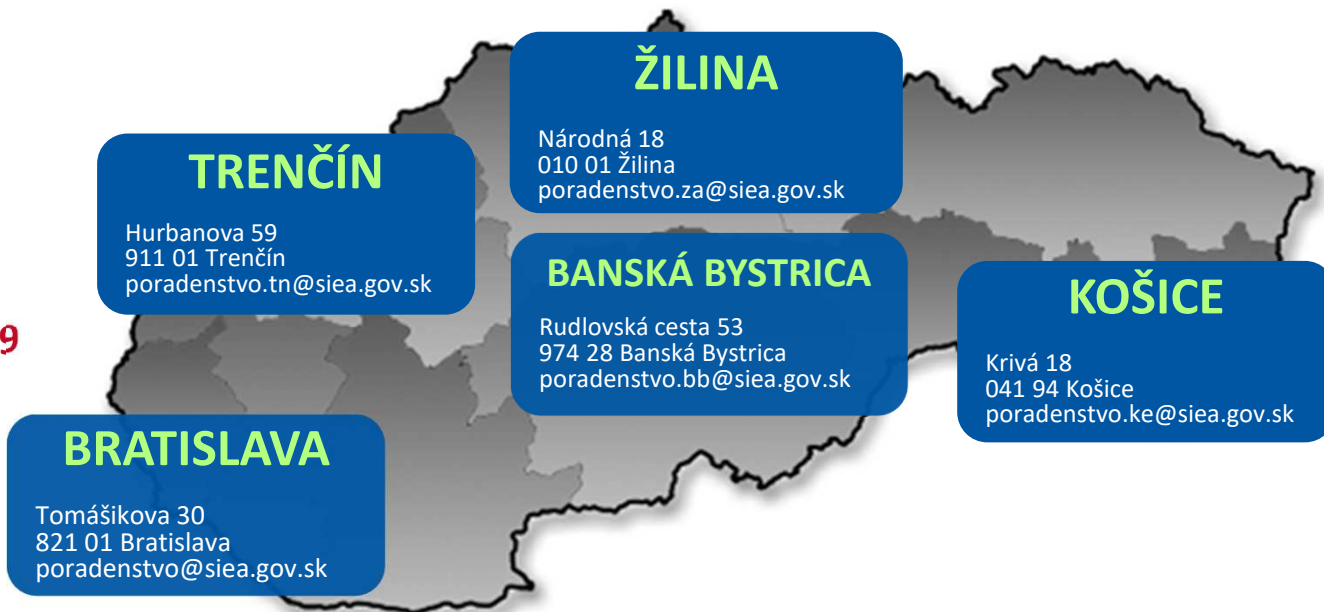 ŽILINA
Národná 18
010 01 Žilina
poradenstvo.za@siea.gov.sk
TRENČÍN
Hurbanova 59
911 01 Trenčín
poradenstvo.tn@siea.gov.sk
BANSKÁ BYSTRICA
Rudlovská cesta 53
974 28 Banská Bystrica
poradenstvo.bb@siea.gov.sk
KOŠICE
Krivá 18
041 94 Košice
poradenstvo.ke@siea.gov.sk
9
BRATISLAVA
Tomášikova 30
821 01 Bratislava
poradenstvo@siea.gov.sk